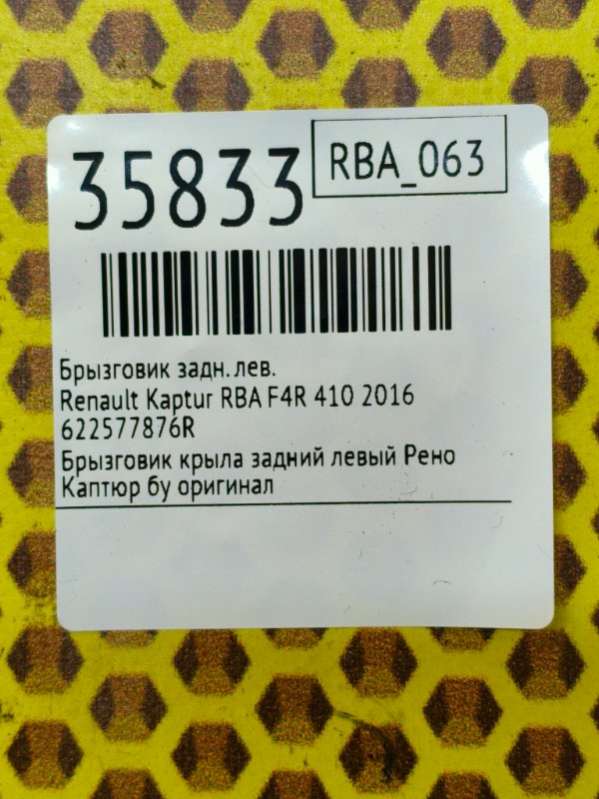 35833
RBA_063
Брызговик задн. лев.
Renault Kaptur RBA F4R 410 2016
622577876R
Брызговик крыла задний левый Рено
Каптюр бу оригинал